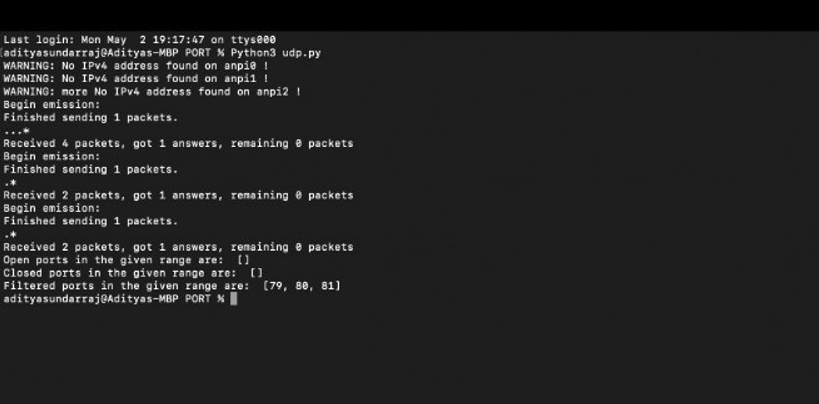 Last login: Mon May  2 19:17:47 on ttys000
[adityasundarraj@Adityas-MBP PORT % Python3 udp.py
WARNING: No IPv4 address found on anpi0 !
WARNING: No IPv4 address found on anpi1 !
WARNING: more No IPv4 address found on anpi2 !
Begin emission:
Finished sending 1 packets.
...*
Received 4 packets, got 1 answers, remaining 0 packets
Begin emission:
Finished sending 1 packets.
.*
Received 2 packets, got 1 answers, remaining 0 packets
Begin emission:
Finished sending 1 packets.
.*
Received 2 packets, got 1 answers, remaining 0 packets
Open ports in the given range are:  []
Closed ports in the given range are:  []
Filtered ports in the given range are:  [79, 80, 81]
adityasundarraj@Adityas-MBP PORT %